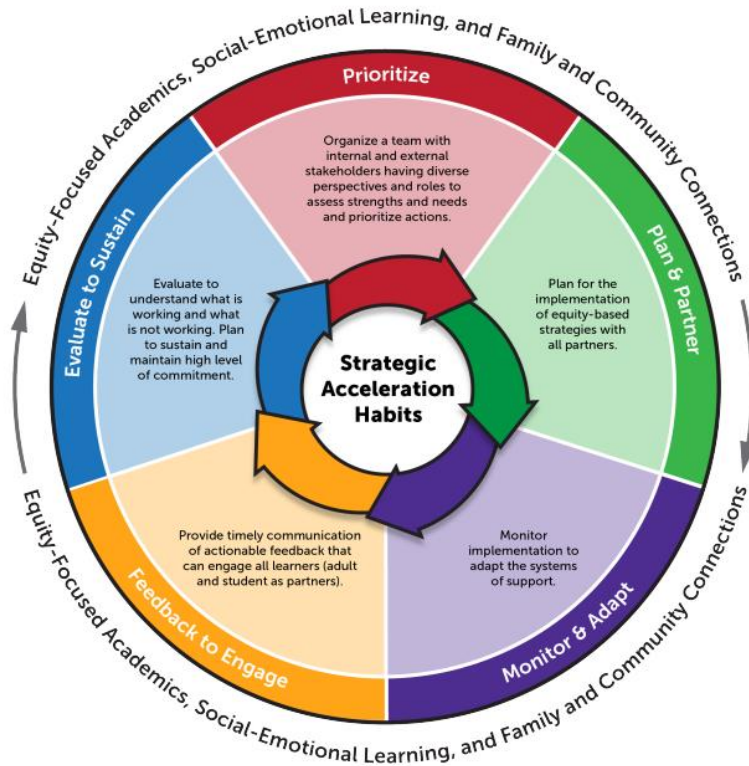 Equity-Focused Academics, Social-Emotional Learning, and Family and Community Connections
Prioritize
Organize a team with
internal and external
stakeholders having diverse
perspectives and roles to
assess strengths and needs
and prioritize actions.
Plan & Partner
Plan for the
implementation
of equity-based
strategies with
all partners.
Monitor & Adapt
Monitor
implementation to
adapt the systems
of support.
Feedback to Engage
Provide timely communication
of actionable feedback that
can engage all learners (adult
and student as partners).
Evaluate to Sustain
Evaluate to
understand what is
working and what
is not working. Plan
to sustain and
maintain high level
of commitment.
Strategic
Acceleration
Habits
Equity-Focused Academics, Social-Emotional Learning, and Family and Community Connections